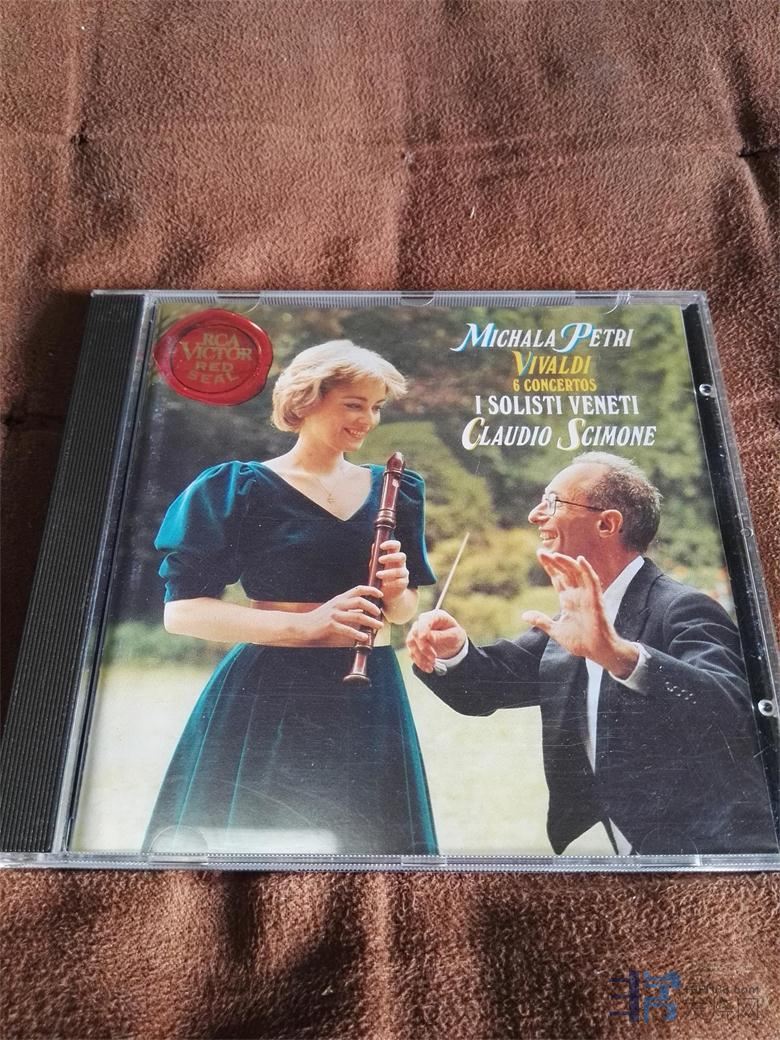 RCA
VICTOR
RED
SEAL
MICHALA PETRI
VIVALDI
6 CONCERTOS
I SOLISTI VENETI
CLAUDIO SCIMONE